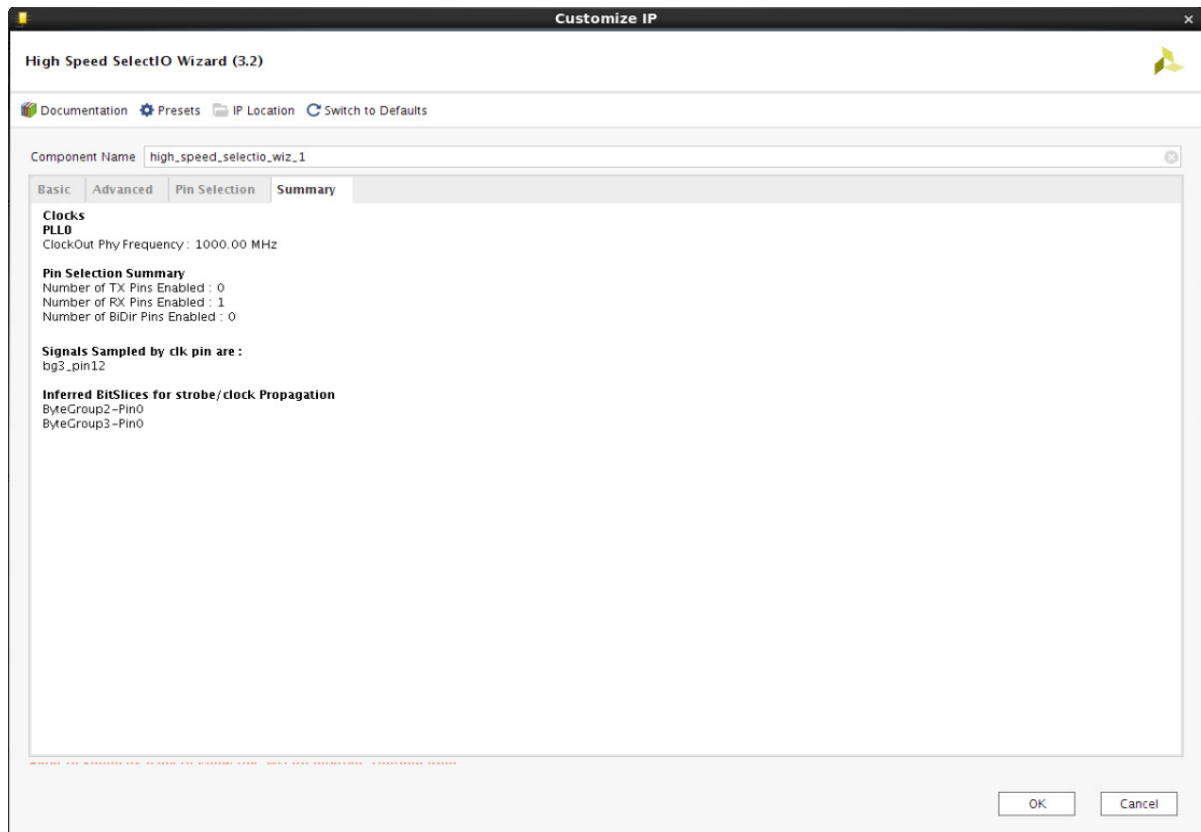 Customize IP
High Speed SelectIO Wizard (3.2)
Documentation Presets IP Location Switch to Defaults
Component Name high_speed_selectio_wiz_1
Basic Advanced Pin Selection Summary
Clocks
PLL0
ClockOut Phy Frequency : 1000.00 MHz
Pin Selection Summary
Number of TX Pins Enabled : 0
Number of RX Pins Enabled : 1
Number of BiDir Pins Enabled : 0
Signals Sampled by clk pin are :
bg3_pin12
Inferred BitSlices for strobe/clock Propagation
ByteGroup2-Pin0
ByteGroup3-Pin0
OK Cancel